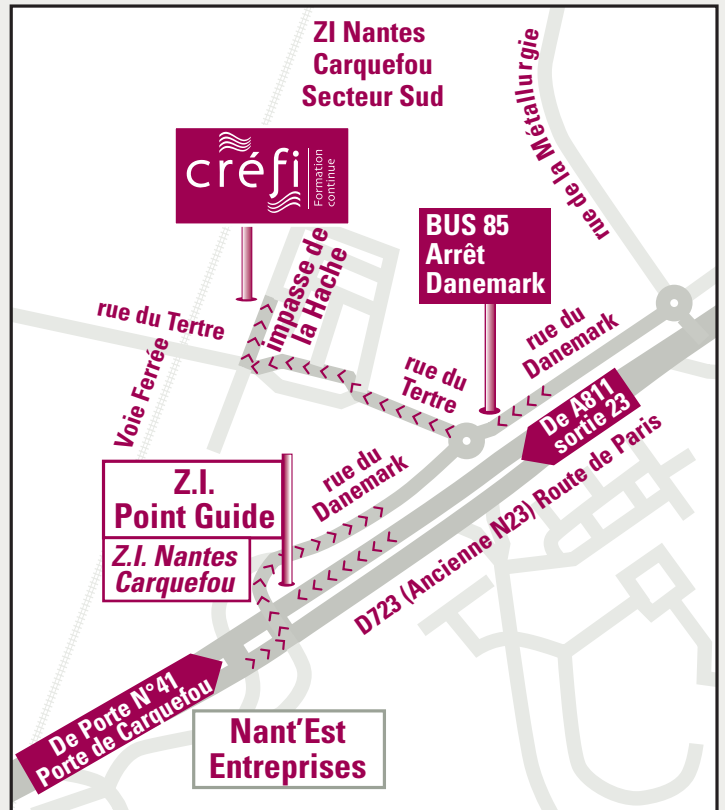 ZI Nantes
Carquefou
Secteur Sud
rue de la Métallurgie
créfi
Formation
continue
BUS 85
Arrêt
Danemark
impasse de
la Hache
rue du Tertre
rue du
Danemark
rue du
Tertre
Voie Ferrée
De A811
sortie 23
Z.I.
Point Guide
Z.I. Nantes
Carquefou
rue du
Danemark
D723 (Ancienne N23) Route de Paris
De Porte N°41
Porte de Carquefou
Nant'Est
Entreprises